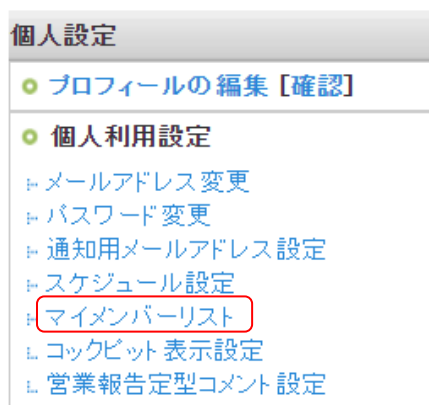 個人設定
プロフィールの編集 [確認]
個人利用設定
メールアドレス変更
パスワード変更
通知用メールアドレス設定
スケジュール設定
マイメンバーリスト
コックピット表示設定
営業報告定型コメント設定